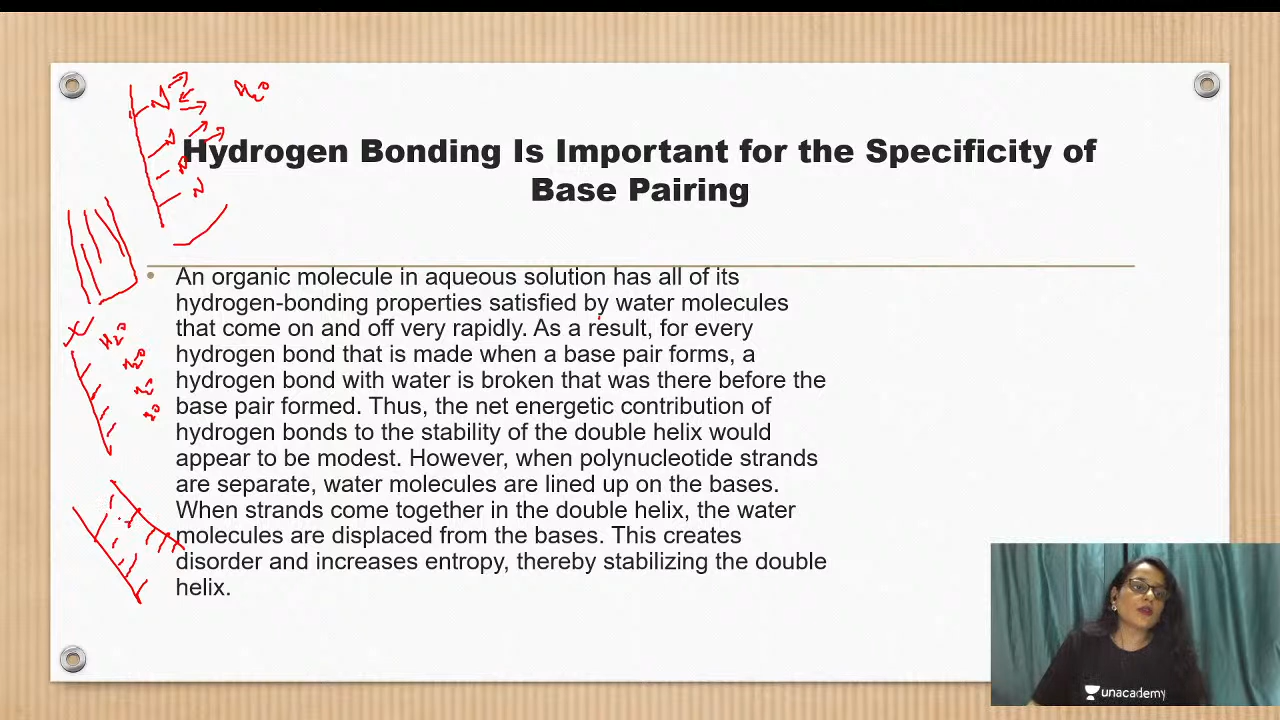 H2O
N
N
N
N
Hydrogen Bonding Is Important for the Specificity of
Base Pairing
• An organic molecule in aqueous solution has all of its
hydrogen-bonding properties satisfied by water molecules
that come on and off very rapidly. As a result, for every
hydrogen bond that is made when a base pair forms, a
hydrogen bond with water is broken that was there before the
base pair formed. Thus, the net energetic contribution of
hydrogen bonds to the stability of the double helix would
appear to be modest. However, when polynucleotide strands
are separate, water molecules are lined up on the bases.
When strands come together in the double helix, the water
molecules are displaced from the bases. This creates
disorder and increases entropy, thereby stabilizing the double
helix.
H2O
H2O
unacademy